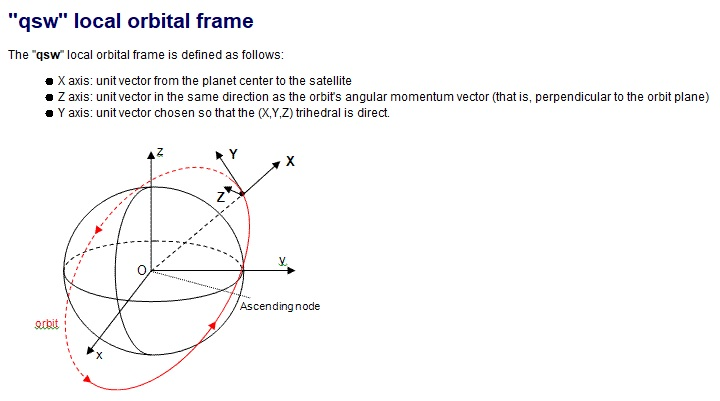 "qsw" local orbital frame
The "qsw" local orbital frame is defined as follows:
X axis: unit vector from the planet center to the satellite
Z axis: unit vector in the same direction as the orbit's angular momentum vector (that is, perpendicular to the orbit plane)
Y axis: unit vector chosen so that the (X,Y,Z) trihedral is direct.
z
Y
X
Z
y
O
Ascending node
orbit
x